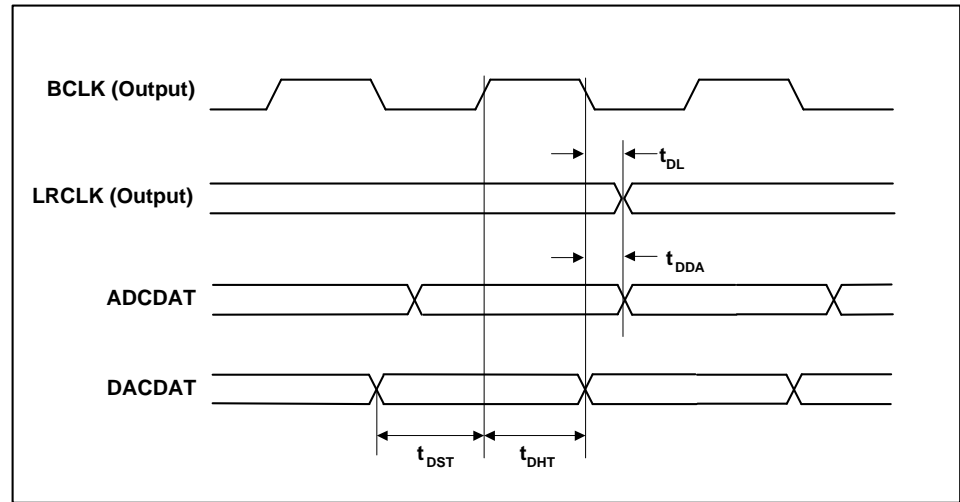 BCLK (Output)
t DL
LRCLK (Output)
t DDA
ADCDAT
DACDAT
t DST
t DHT